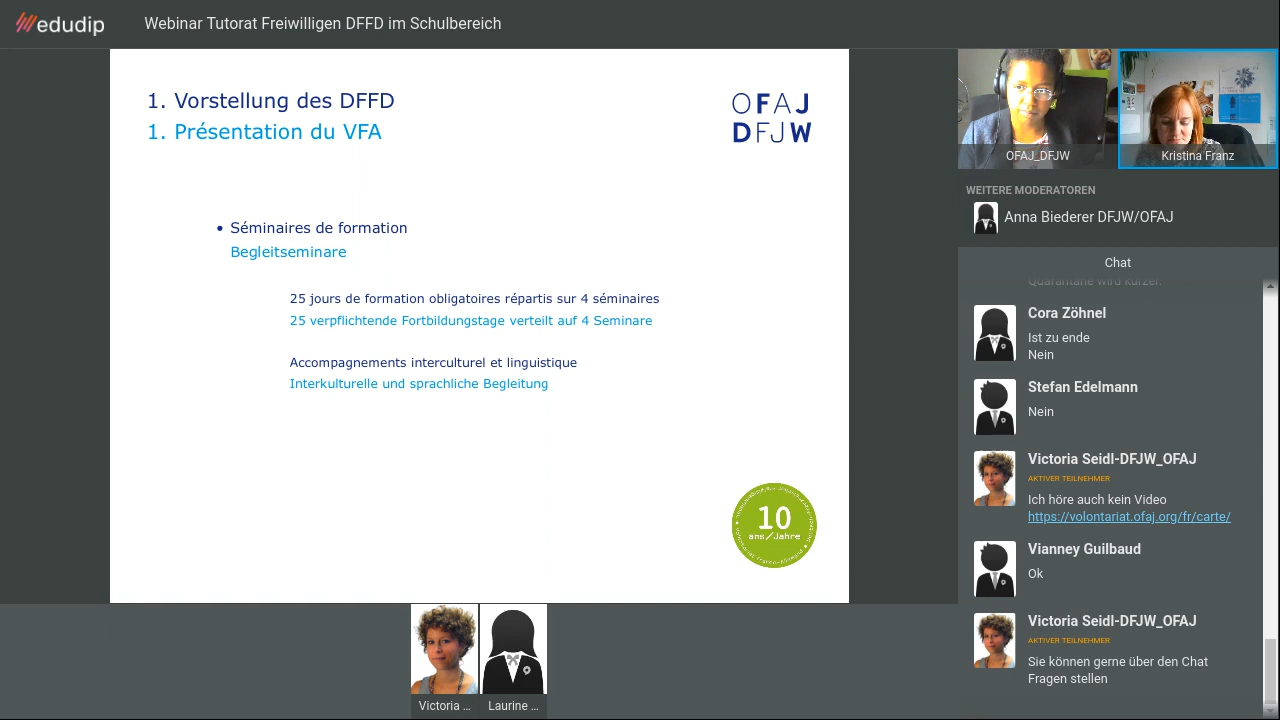 edudip
Webinar Tutorat Freiwilligen DFFD im Schulbereich
1. Vorstellung des DFFD
1. Présentation du VFA
OFAJ
DFJW
• Séminaires de formation
Begleitseminare
25 jours de formation obligatoires répartis sur 4 séminaires
25 verpflichtende Fortbildungstage verteilt auf 4 Seminare
Accompagnements interculturel et linguistique
Interkulturelle und sprachliche Begleitung
10
ans/Jahre
OFAJ_DFJW
Kristina Franz
WEITERE MODERATOREN
Anna Biederer DFJW/OFAJ
Chat
Quarantäne wird kürzer.
Cora Zöhnel
Ist zu ende
Nein
Stefan Edelmann
Nein
Victoria Seidl-DFJW_OFAJ
AKTIVER TEILNEHMER
Ich höre auch kein Video
https://volontariat.ofaj.org/fr/carte/
Vianney Guilbaud
Ok
Victoria Seidl-DFJW_OFAJ
AKTIVER TEILNEHMER
Sie können gerne über den Chat
Fragen stellen
Victoria ...
Laurine ...